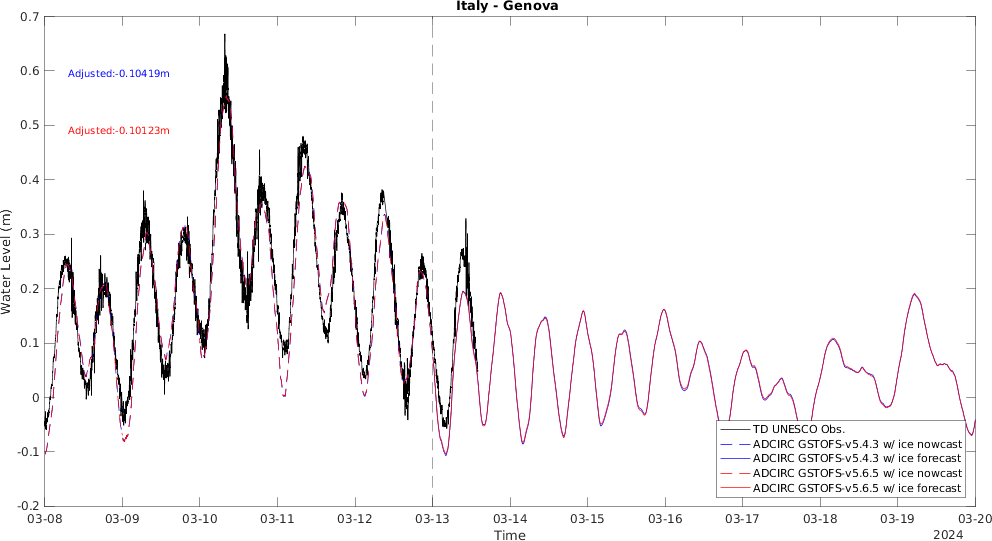 Italy - Genova
0.7
0.6
0.5
0.4
0.3
0.2
0.1
0
-0.1
-0.2
Water Level (m)
Adjusted:-0.10419m
Adjusted:-0.10123m
TD UNESCO Obs.
ADCIRC GSTOFS-v5.4.3 w/ ice nowcast
ADCIRC GSTOFS-v5.4.3 w/ ice forecast
ADCIRC GSTOFS-v5.6.5 w/ ice nowcast
ADCIRC GSTOFS-v5.6.5 w/ ice forecast
03-08 03-09 03-10 03-11 03-12 03-13 03-14 03-15 03-16 03-17 03-18 03-19 03-20
Time
2024